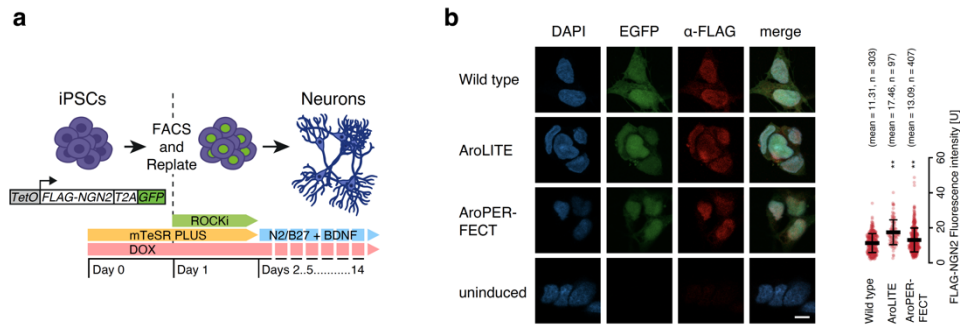 a
iPSCs
FACS
and
Replate
Neurons
TetO FLAG-NGN2 T2A GFP
ROCKi
mTeSR PLUS
N2/B27 + BDNF
DOX
Day 0
Day 1
Days 2..5...........14
b
DAPI
EGFP
α-FLAG
merge
Wild type
AroLITE
AroPER-
FECT
uninduced
(mean = 11.31, n = 303)
(mean = 17.46, n = 97)
(mean = 13.09, n = 407)
**
**
0
20
40
60
FLAG-NGN2 Fluorescence intensity [U]
Wild type
AroLITE
AroPER-
FECT